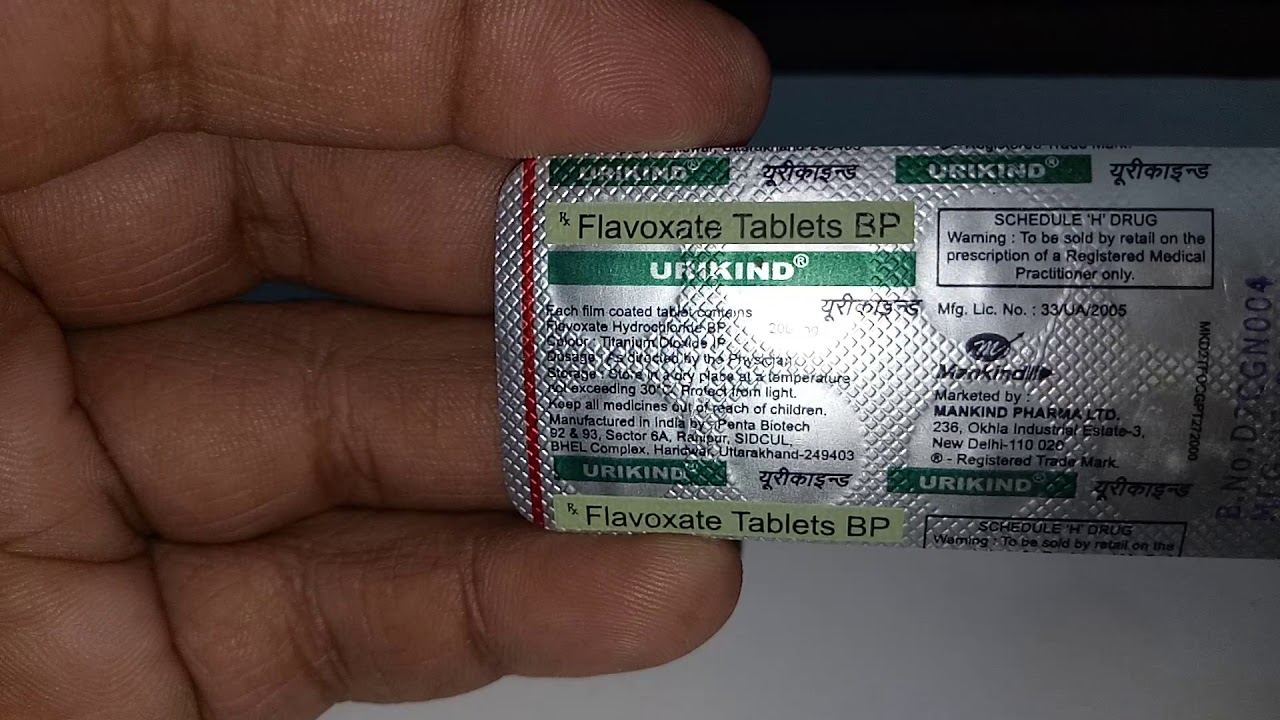 URIKIND® यूरीकाइन्ड URIKIND® यूरीकाइन्ड
Rx Flavoxate Tablets BP
URIKIND®
यूरीकाइन्ड
Each film coated tablet contains
Flavoxate Hydrochloride BP 200 mg
Colour : Titanium Dioxide IP
Dosage : As directed by the Physician
Storage : Store in a dry place at a temperature
not exceeding 30°C, Protect from light.
Keep all medicines out of reach of children.
Manufactured in India by : Penta Biotech
92 & 93, Sector 6A, Ranipur, SIDCUL,
BHEL Complex, Haridwar, Uttarakhand-249403
SCHEDULE 'H' DRUG
Warning : To be sold by retail on the
prescription of a Registered Medical
Practitioner only.
Mfg. Lic. No. : 33/UA/2005
Mankind
Marketed by :
MANKIND PHARMA LTD.
236, Okhla Industrial Estate-3,
New Delhi-110 020
® - Registered Trade Mark.
URIKIND® यूरीकाइन्ड URIKIND® यूरीकाइन्ड
Rx Flavoxate Tablets BP
SCHEDULE 'H' DRUG
Warning : To be sold by retail on the